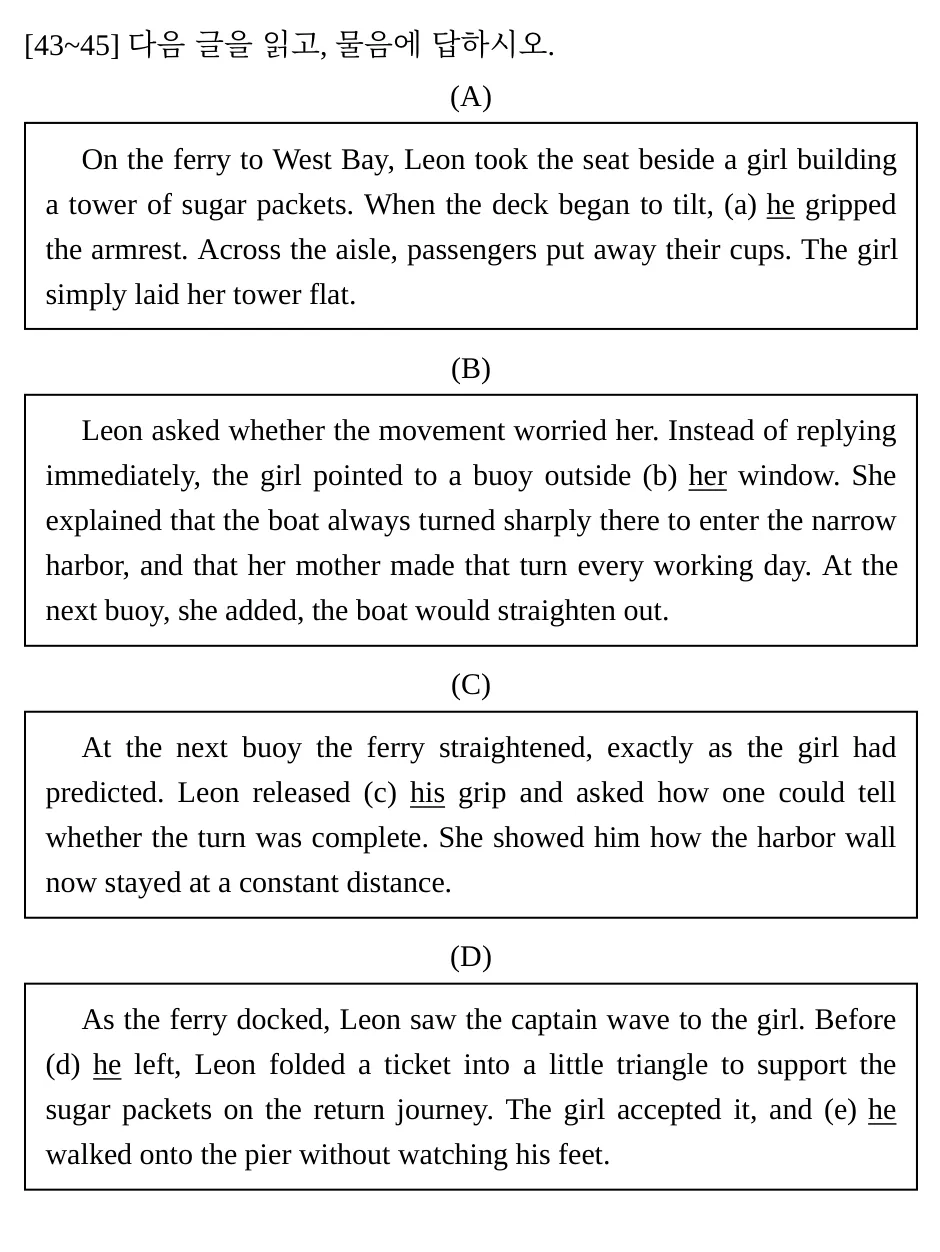 [43~45] 다음 글을 읽고, 물음에 답하시오.
(A)
On the ferry to West Bay, Leon took the seat beside a girl building
a tower of sugar packets. When the deck began to tilt, (a) he gripped
the armrest. Across the aisle, passengers put away their cups. The girl
simply laid her tower flat.
(B)
Leon asked whether the movement worried her. Instead of replying
immediately, the girl pointed to a buoy outside (b) her window. She
explained that the boat always turned sharply there to enter the narrow
harbor, and that her mother made that turn every working day. At the
next buoy, she added, the boat would straighten out.
(C)
At the next buoy the ferry straightened, exactly as the girl had
predicted. Leon released (c) his grip and asked how one could tell
whether the turn was complete. She showed him how the harbor wall
now stayed at a constant distance.
(D)
As the ferry docked, Leon saw the captain wave to the girl. Before
(d) he left, Leon folded a ticket into a little triangle to support the
sugar packets on the return journey. The girl accepted it, and (e) he
walked onto the pier without watching his feet.